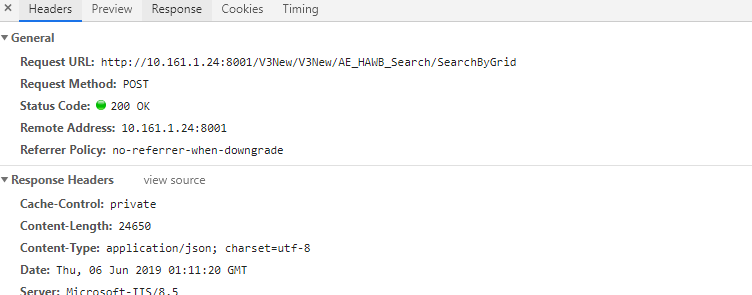 × Headers Preview Response Cookies Timing
▼ General
Request URL: http://10.161.1.24:8001/V3New/V3New/AE_HAWB_Search/SearchByGrid
Request Method: POST
Status Code: 200 OK
Remote Address: 10.161.1.24:8001
Referrer Policy: no-referrer-when-downgrade
▼ Response Headers view source
Cache-Control: private
Content-Length: 24650
Content-Type: application/json; charset=utf-8
Date: Thu, 06 Jun 2019 01:11:20 GMT
Server: Microsoft-IIS/8.5